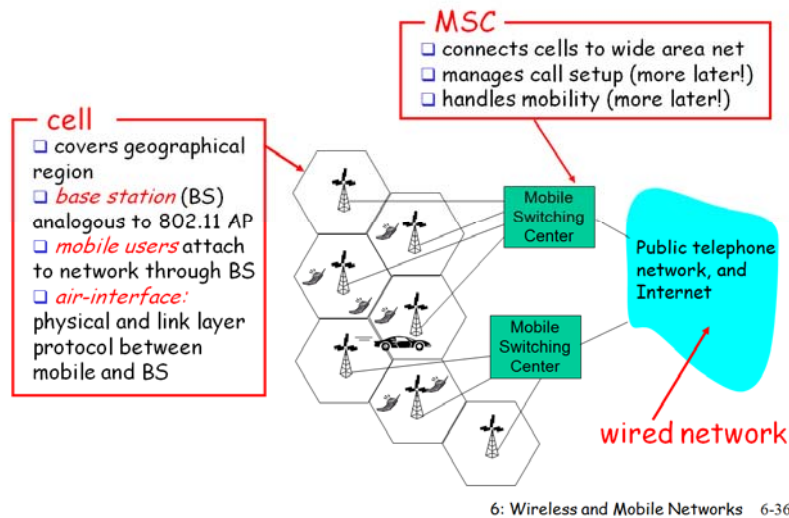 MSC
❑ connects cells to wide area net
❑ manages call setup (more later!)
❑ handles mobility (more later!)
cell
❑ covers geographical
region
❑ base station (BS)
analogous to 802.11 AP
❑ mobile users attach
to network through BS
❑ air-interface:
physical and link layer
protocol between
mobile and BS
Mobile
Switching
Center
Public telephone
network, and
Internet
Mobile
Switching
Center
wired network
6: Wireless and Mobile Networks 6-36